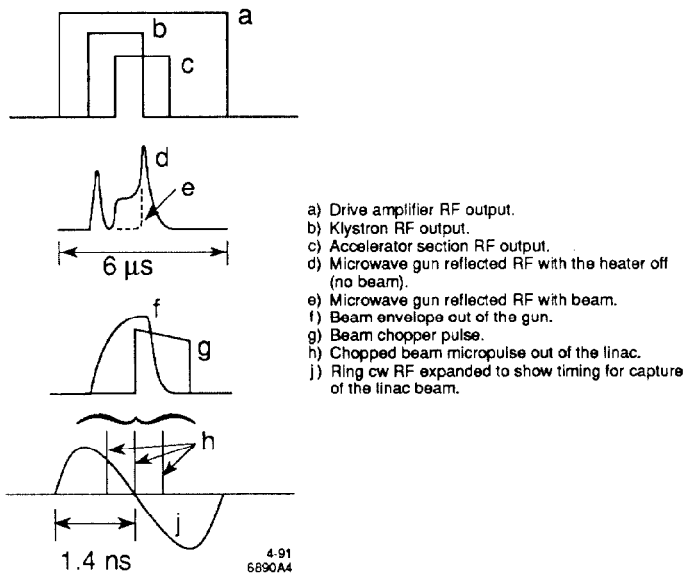 a
b
c
d
e
6 μs
f
g
h
j
1.4 ns
4-91
6890A4
a) Drive amplifier RF output.
b) Klystron RF output.
c) Accelerator section RF output.
d) Microwave gun reflected RF with the heater off
(no beam).
e) Microwave gun reflected RF with beam.
f) Beam envelope out of the gun.
g) Beam chopper pulse.
h) Chopped beam micropulse out of the linac.
j) Ring cw RF expanded to show timing for capture
of the linac beam.